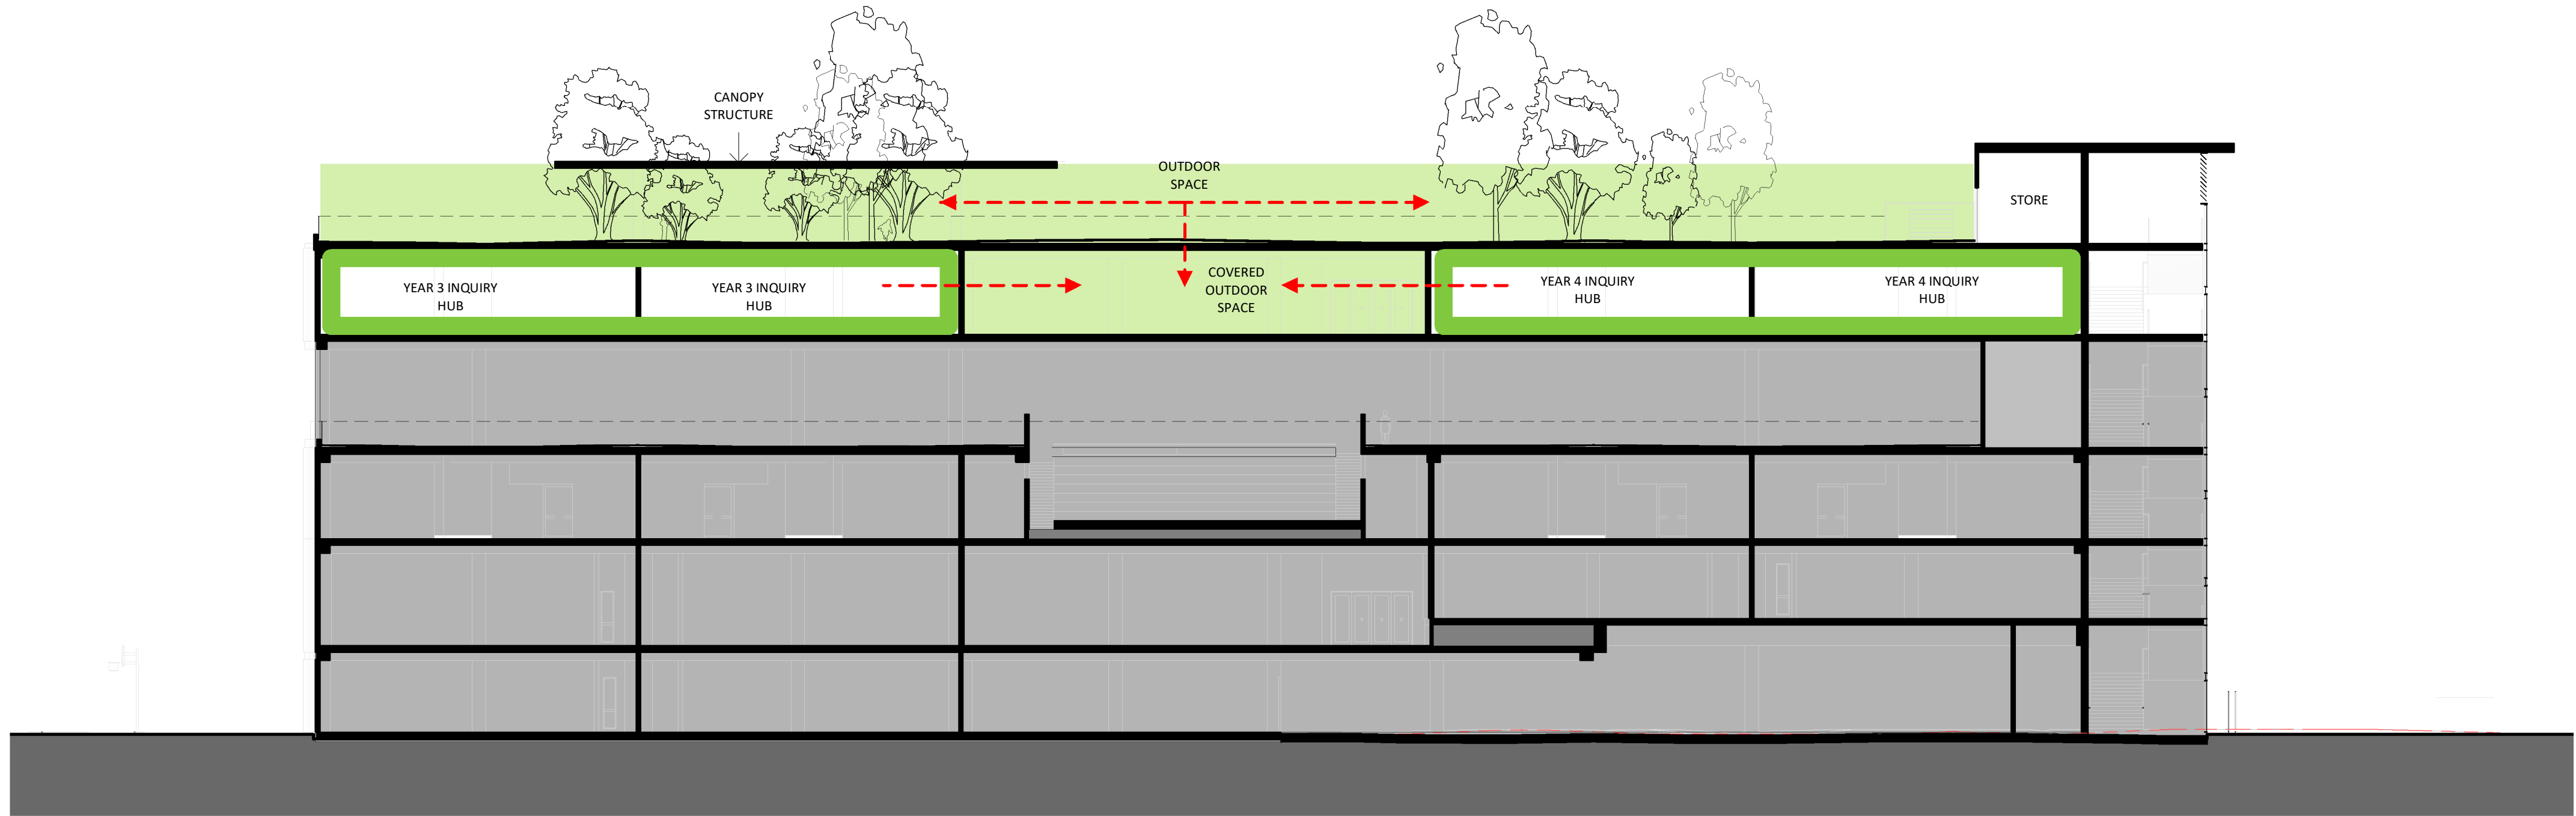 CANOPY
STRUCTURE
OUTDOOR
SPACE
STORE
YEAR 3 INQUIRY
HUB
YEAR 3 INQUIRY
HUB
COVERED
OUTDOOR
SPACE
YEAR 4 INQUIRY
HUB
YEAR 4 INQUIRY
HUB